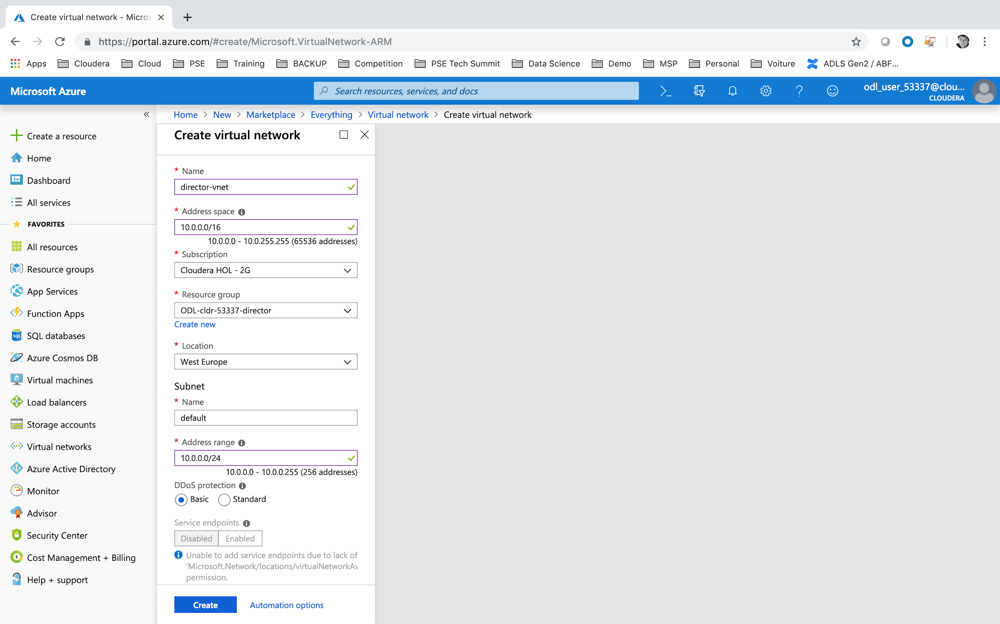 Create virtual network - Micros
https://portal.azure.com/#create/Microsoft.VirtualNetwork-ARM
Apps Cloudera Cloud PSE Training BACKUP Competition PSE Tech Summit Data Science Demo MSP Personal Voiture ADLS Gen2 / ABF...
Microsoft Azure
Search resources, services, and docs
odl_user_53337@clou...
CLOUDERA
Home > New > Marketplace > Everything > Virtual network > Create virtual network
Create a resource
Home
Dashboard
All services
FAVORITES
All resources
Resource groups
App Services
Function Apps
SQL databases
Azure Cosmos DB
Virtual machines
Load balancers
Storage accounts
Virtual networks
Azure Active Directory
Monitor
Advisor
Security Center
Cost Management + Billing
Help + support
Create virtual network
* Name
director-vnet
* Address space
10.0.0.0/16
10.0.0.0 - 10.0.255.255 (65536 addresses)
* Subscription
Cloudera HOL - 2G
* Resource group
ODL-cldr-53337-director
Create new
* Location
West Europe
Subnet
* Name
default
* Address range
10.0.0.0/24
10.0.0.0 - 10.0.0.255 (256 addresses)
DDoS protection
Basic Standard
Service endpoints
Disabled Enabled
Unable to add service endpoints due to lack of
'Microsoft.Network/locations/virtualNetworkAv
permission.
Create Automation options